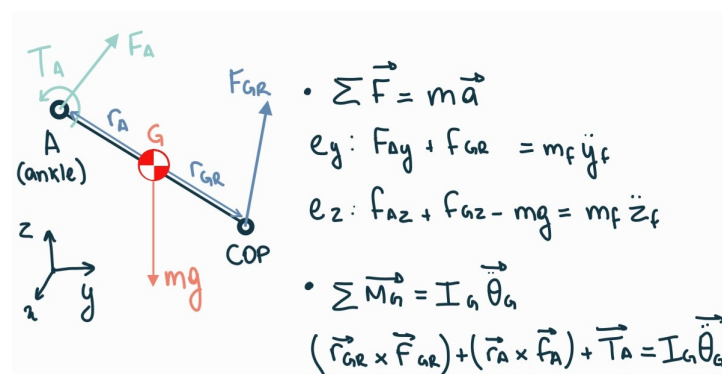 T_A
F_A
F_GR
r_A
G
A
(ankle)
r_GR
COP
mg
z
y
x
• ΣF⃗ = ma⃗
e_y: F_Ay + F_GR = m_f ÿ_f
e_z: F_Az + F_Gz - mg = m_f z̈_f
• ΣM⃗_G = I_G θ̈⃗_G
(r⃗_GR × F⃗_GR) + (r⃗_A × F⃗_A) + T⃗_A = I_G θ̈⃗_G